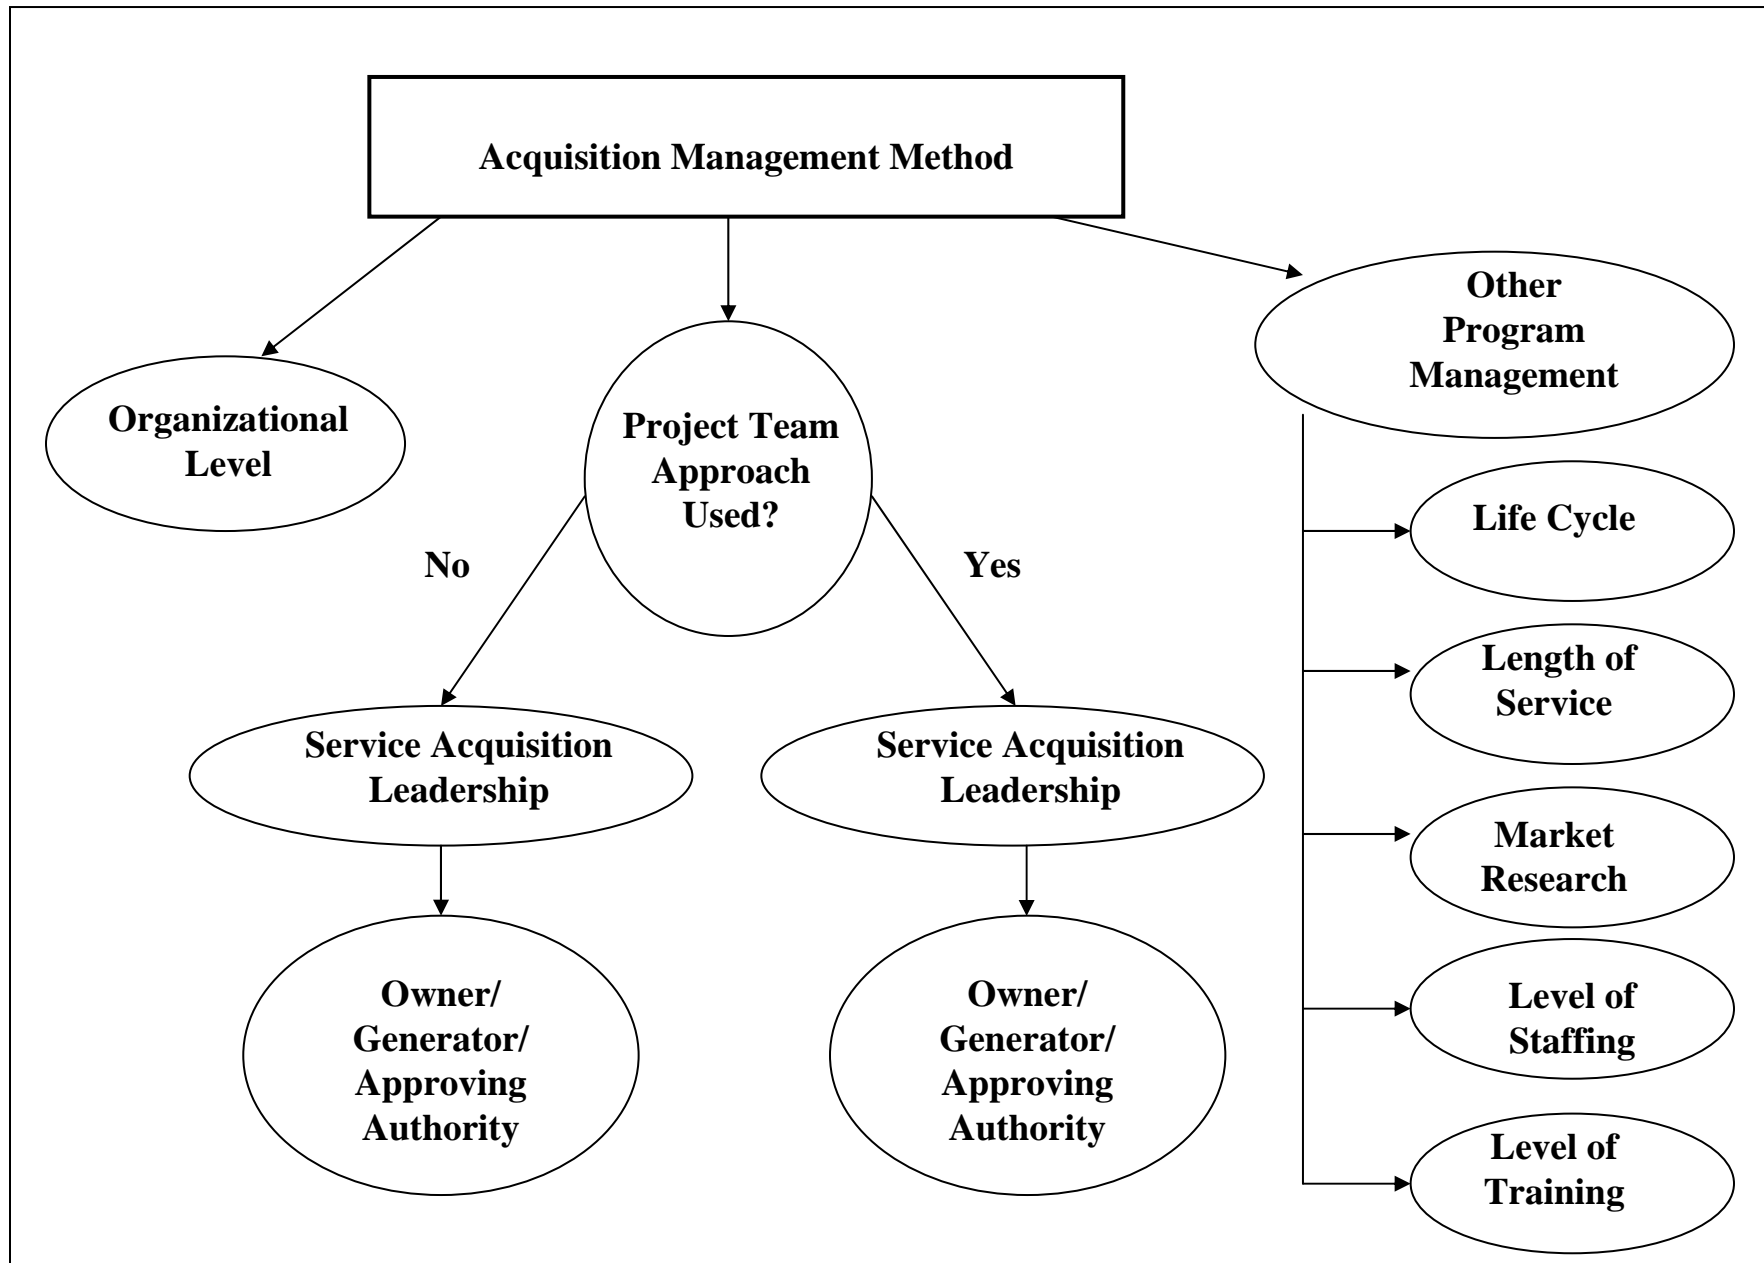 Acquisition Management Method
Organizational
Level
Project Team
Approach
Used?
Other
Program
Management
No
Yes
Service Acquisition
Leadership
Service Acquisition
Leadership
Owner/
Generator/
Approving
Authority
Owner/
Generator/
Approving
Authority
Life Cycle
Length of
Service
Market
Research
Level of
Staffing
Level of
Training